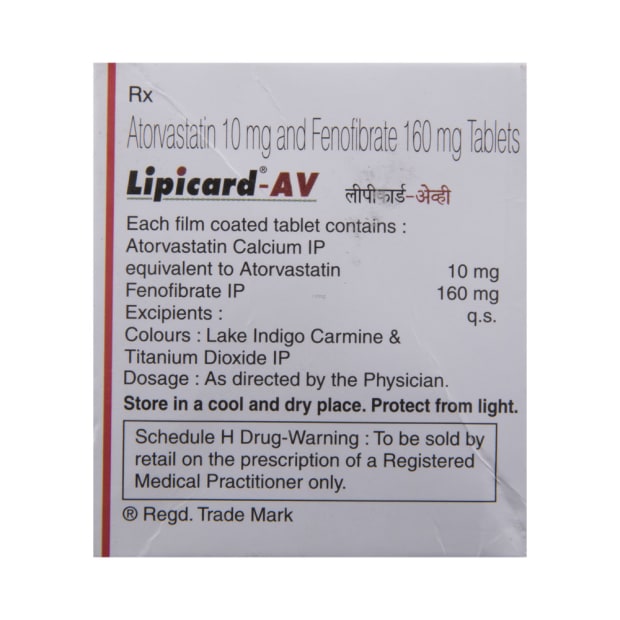 Rx
Atorvastatin 10 mg and Fenofibrate 160 mg Tablets
Lipicard®-AV लीपीकार्ड-अेव्ही
Each film coated tablet contains :
Atorvastatin Calcium IP
equivalent to Atorvastatin 10 mg
Fenofibrate IP 160 mg
Excipients : q.s.
Colours : Lake Indigo Carmine &
Titanium Dioxide IP
Dosage : As directed by the Physician.
Store in a cool and dry place. Protect from light.
Schedule H Drug-Warning : To be sold by
retail on the prescription of a Registered
Medical Practitioner only.
® Regd. Trade Mark